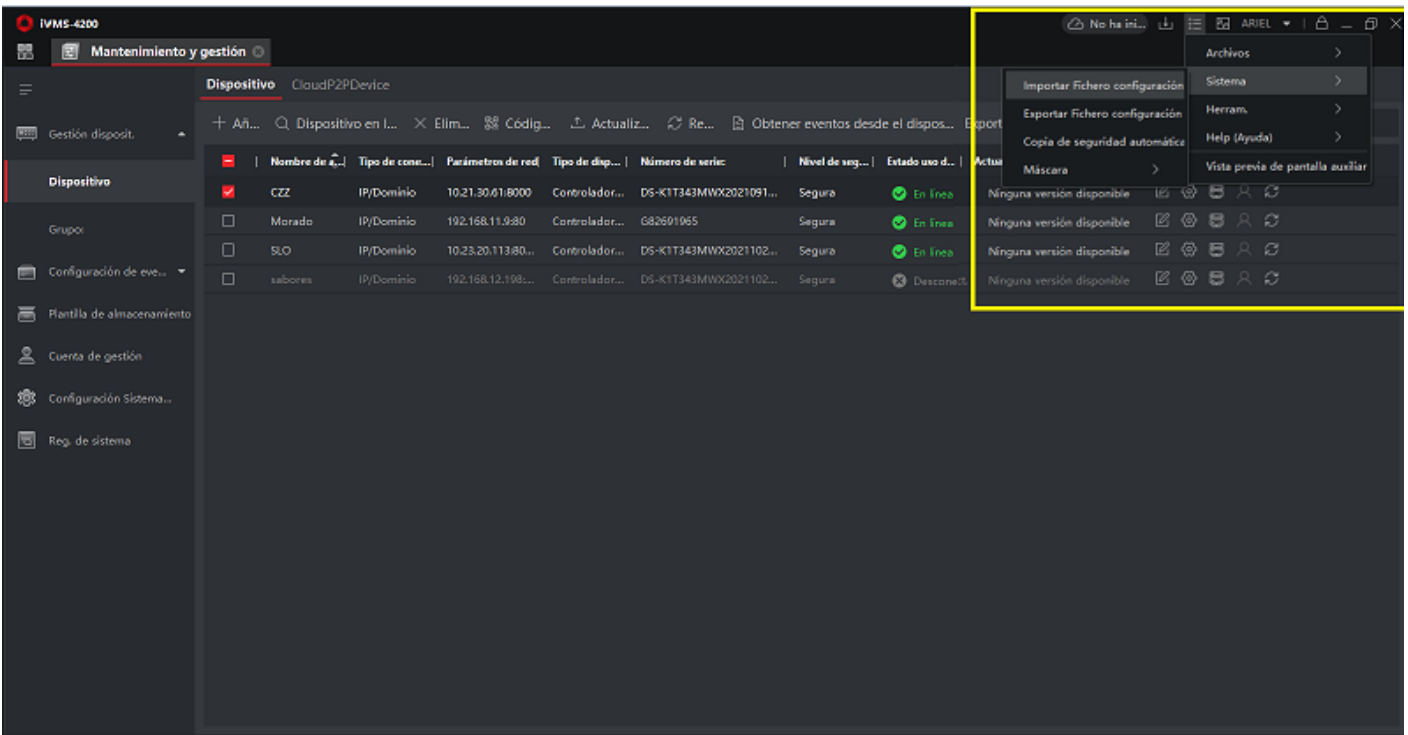 iVMS-4200
No ha ini...
ARIEL
Mantenimiento y gestión
Archivos
Dispositivo
CloudP2PDevice
Importar Fichero configuración
Sistema
Exportar Fichero configuración
Herram.
Copia de seguridad automática
Help (Ayuda)
Máscara
Vista previa de pantalla auxiliar
Gestión disposit.
Añ...
Dispositivo en l...
Elim...
Códig...
Actualiz...
Re...
Obtener eventos desde el dispos...
Export
Nombre de a...
Tipo de cone...
Parámetros de red
Tipo de disp...
Número de serie:
Nivel de seg...
Estado uso d...
Actua
Dispositivo
CZZ IP/Dominio 10.21.30.61:8000 Controlador... DS-K1T343MWX2021091... Segura En línea Ninguna versión disponible
Morado IP/Dominio 192.168.11.9:80 Controlador... G82691965 Segura En línea Ninguna versión disponible
Grupo:
SLO IP/Dominio 10.23.20.113:80... Controlador... DS-K1T343MWX2021102... Segura En línea Ninguna versión disponible
Configuración de eve...
sabores IP/Dominio 192.168.12.198:... Controlador... DS-K1T343MWX2021102... Segura Desconect. Ninguna versión disponible
Plantilla de almacenamiento
Cuenta de gestión
Configuración Sistema...
Reg. de sistema